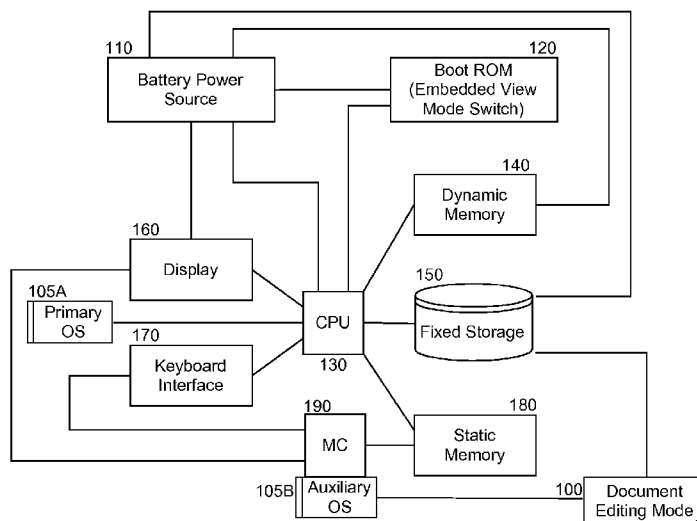 110
Battery Power
Source
120
Boot ROM
(Embedded View
Mode Switch)
140
Dynamic
Memory
160
Display
150
Fixed Storage
105A
Primary
OS
CPU
130
170
Keyboard
Interface
190
MC
180
Static
Memory
105B
Auxiliary
OS
100
Document
Editing Mode